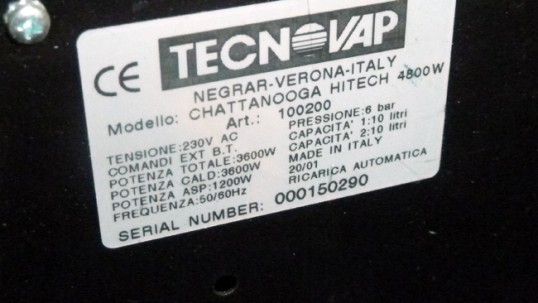 CE
TECNOVAP
NEGRAR-VERONA-ITALY
Modello: CHATTANOOGA HITECH 4800W
Art.: 100200
TENSIONE:230V AC
COMANDI EXT B.T.
POTENZA TOTALE:3600W
POTENZA CALD:3600W
POTENZA ASP:1200W
FREQUENZA:50/60Hz
PRESSIONE:6 bar
CAPACITA' 1:10 litri
CAPACITA' 2:10 litri
MADE IN ITALY
20/01
RICARICA AUTOMATICA
SERIAL NUMBER: 000150290